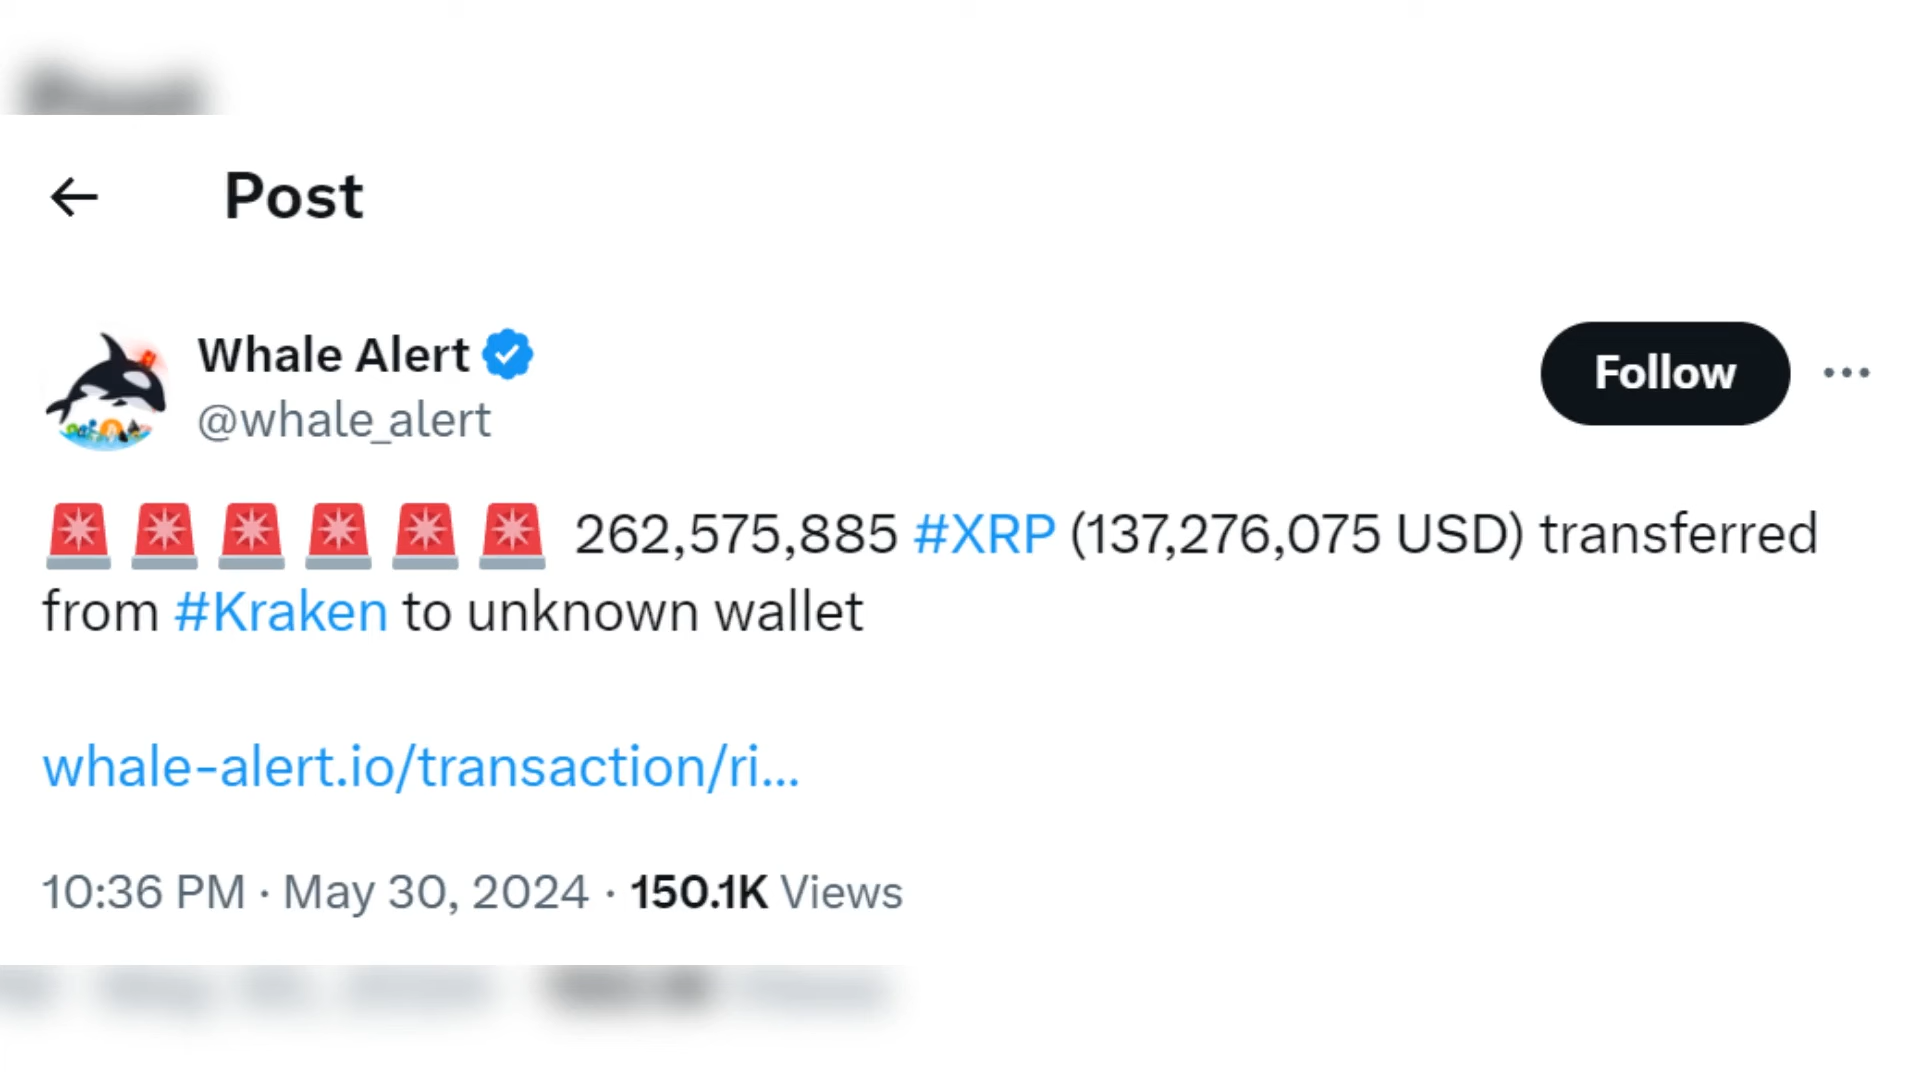 Post
Whale Alert
@whale_alert
Follow
262,575,885 #XRP (137,276,075 USD) transferred
from #Kraken to unknown wallet
whale-alert.io/transaction/ri...
10:36 PM · May 30, 2024 · 150.1K Views